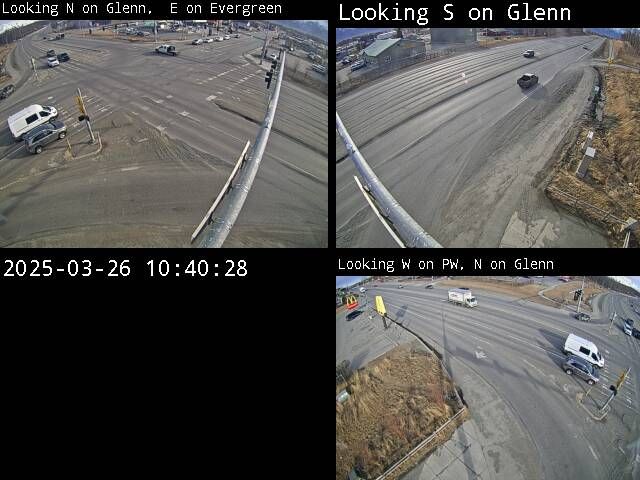 Looking N on Glenn,  E on Evergreen
Looking S on Glenn
2025-03-26 10:40:28
Looking W on PW, N on Glenn